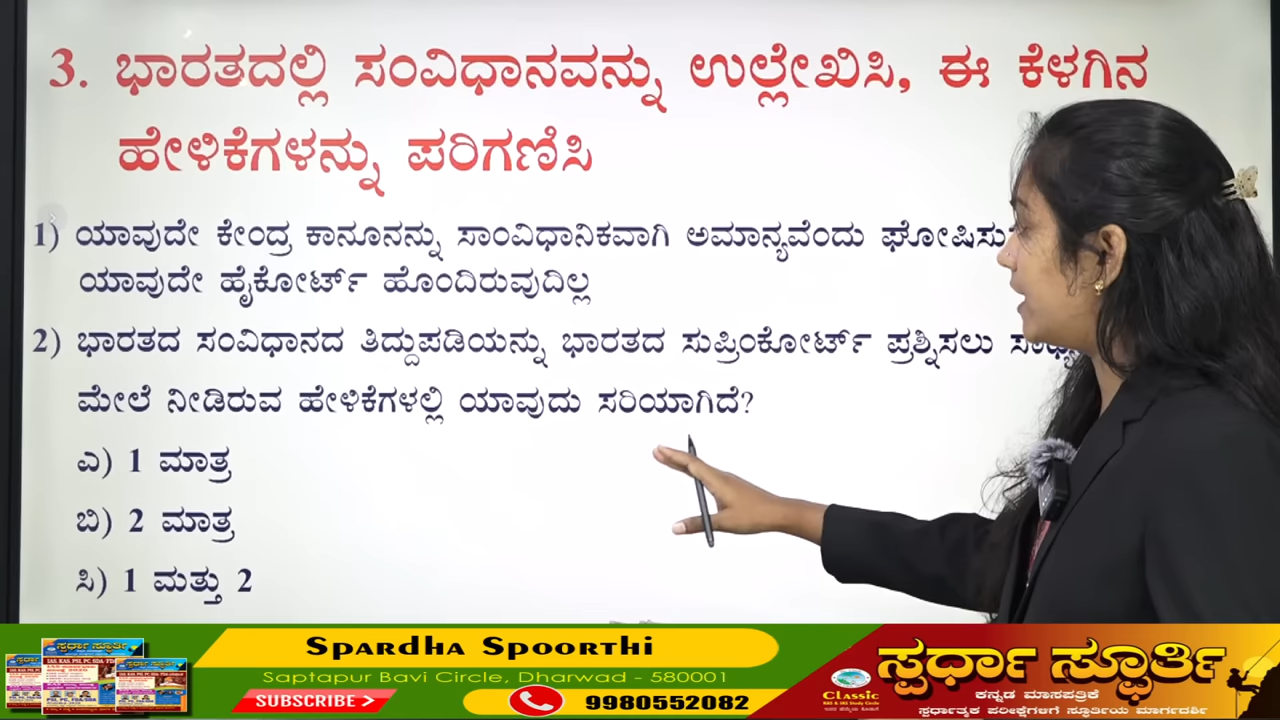 3. ಭಾರತದಲ್ಲಿ ಸಂವಿಧಾನವನ್ನು ಉಲ್ಲೇಖಿಸಿ, ಈ ಕೆಳಗಿನ
ಹೇಳಿಕೆಗಳನ್ನು ಪರಿಗಣಿಸಿ
1) ಯಾವುದೇ ಕೇಂದ್ರ ಕಾನೂನನ್ನು ಸಾಂವಿಧಾನಿಕವಾಗಿ ಅಮಾನ್ಯವೆಂದು
ಯಾವುದೇ ಹೈಕೋರ್ಟ್ ಹೊಂದಿರುವುದಿಲ್ಲ
2) ಭಾರತದ ಸಂವಿಧಾನದ ತಿದ್ದುಪಡಿಯನ್ನು ಭಾರತದ ಸುಪ್ರಿಂಕೋರ್ಟ್ ಪ್ರಶ್ನಿಸಲು
ಮೇಲೆ ನೀಡಿರುವ ಹೇಳಿಕೆಗಳಲ್ಲಿ ಯಾವುದು ಸರಿಯಾಗಿದೆ?
ಎ) 1 ಮಾತ್ರ
ಬಿ) 2 ಮಾತ್ರ
ಸಿ) 1 ಮತ್ತು 2
Spardha Spoorthi
Saptapur Bavi Circle, Dharwad - 580001
SUBSCRIBE >
9980552082
ಸ್ಪರ್ಧಾ ಸ್ಫೂರ್ತಿ
Classic
ಕನ್ನಡ ಮಾಸಪತ್ರಿಕೆ
ಸ್ಪರ್ಧಾತ್ಮಕ ಪರೀಕ್ಷೆಗಳಿಗೆ ಸ್ಫೂರ್ತಿಯ ಮಾರ್ಗದರ್ಶಿ